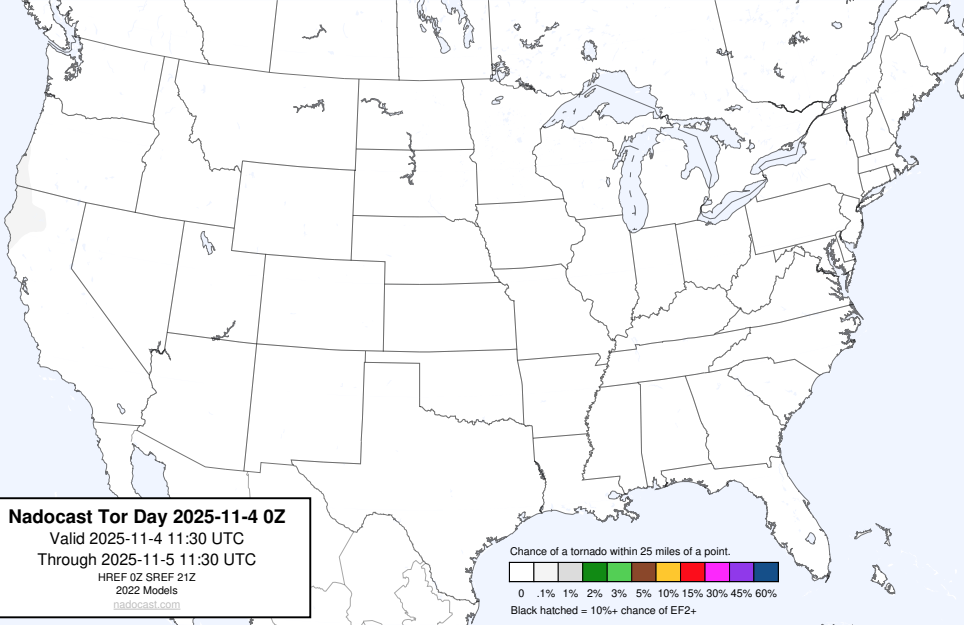 Nadocast Tor Day 2025-11-4 0Z
Valid 2025-11-4 11:30 UTC
Through 2025-11-5 11:30 UTC
HREF 0Z SREF 21Z
2022 Models
nadocast.com
Chance of a tornado within 25 miles of a point.
0 .1% 1% 2% 3% 5% 10% 15% 30% 45% 60%
Black hatched = 10%+ chance of EF2+